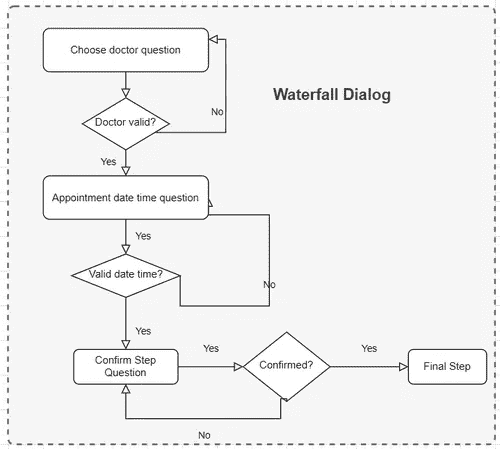 Choose doctor question
Waterfall Dialog
No
Doctor valid?
Yes
Appointment date time question
Yes
Valid date time?
No
Yes
Confirm Step
Question
Yes
Confirmed?
Yes
Final Step
No